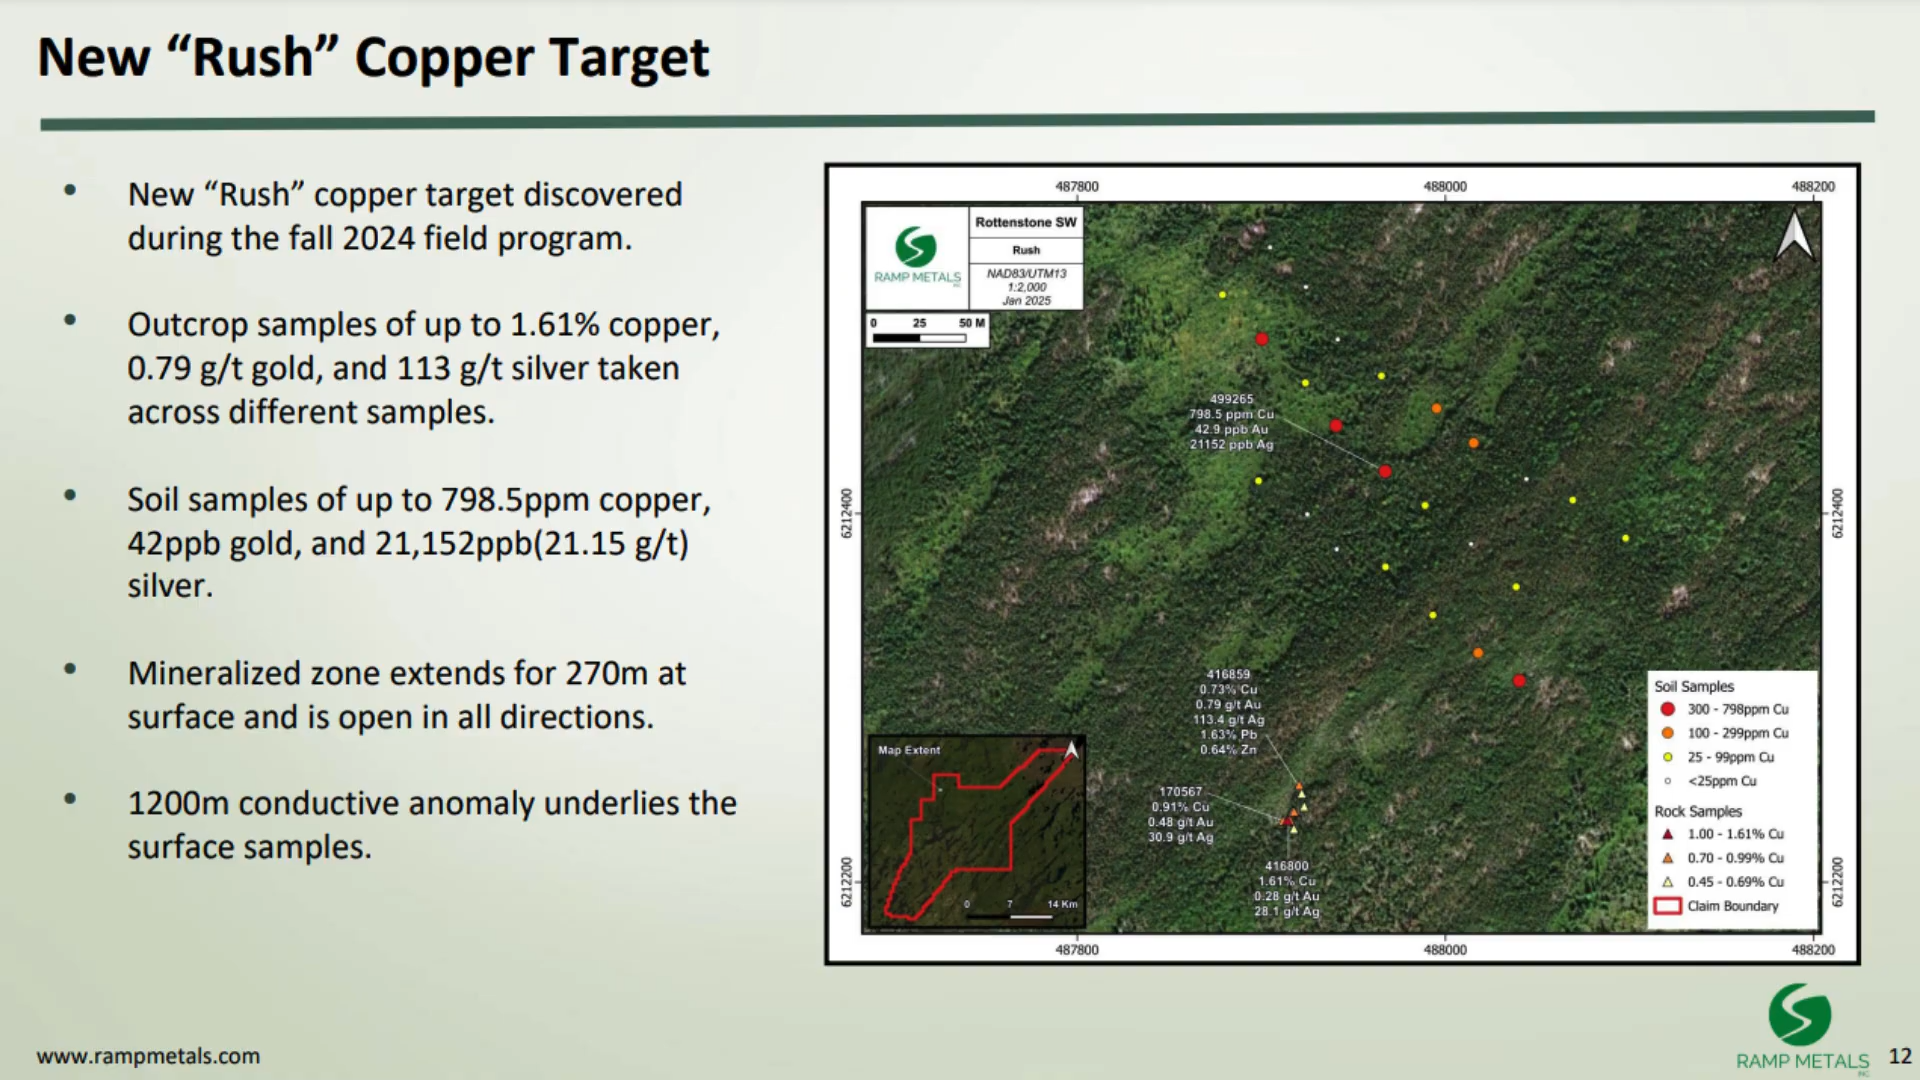 New “Rush” Copper Target
• New “Rush” copper target discovered
during the fall 2024 field program.
• Outcrop samples of up to 1.61% copper,
0.79 g/t gold, and 113 g/t silver taken
across different samples.
• Soil samples of up to 798.5ppm copper,
42ppb gold, and 21,152ppb(21.15 g/t)
silver.
• Mineralized zone extends for 270m at
surface and is open in all directions.
• 1200m conductive anomaly underlies the
surface samples.
487800
488000
488200
RAMP METALS
INC
Rottenstone SW
Rush
NAD83/UTM13
1:2,000
Jan 2025
0 25 50 M
499265
798.5 ppm Cu
42.9 ppb Au
21152 ppb Ag
6212400
6212400
416859
0.73% Cu
0.79 g/t Au
113.4 g/t Ag
1.63% Pb
0.64% Zn
170567
0.91% Cu
0.48 g/t Au
30.9 g/t Ag
416800
1.61% Cu
0.28 g/t Au
28.1 g/t Ag
Map Extent
0 7 14 Km
Soil Samples
300 - 798ppm Cu
100 - 299ppm Cu
25 - 99ppm Cu
<25ppm Cu
Rock Samples
1.00 - 1.61% Cu
0.70 - 0.99% Cu
0.45 - 0.69% Cu
Claim Boundary
6212200
6212200
487800
488000
488200
www.rampmetals.com
RAMP METALS
INC
12